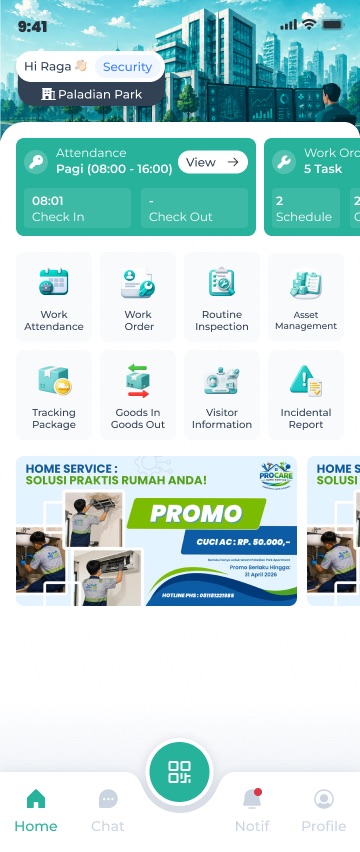 9:41
Hi Raga 👋🏻 Security
Paladian Park
Attendance
Pagi (08:00 - 16:00)
View →
08:01
Check In
-
Check Out
Work Orc
5 Task
2
Schedule
Work
Attendance
Work
Order
Routine
Inspection
Asset
Management
Tracking
Package
Goods In
Goods Out
Visitor
Information
Incidental
Report
HOME SERVICE :
SOLUSI PRAKTIS RUMAH ANDA!
PROCARE
PROMO
CUCI AC : RP. 50.000,-
Promo Berlaku Hingga:
31 April 2026
HOTLINE PHS : 081181221985
HOME S
SOLUSI
Home
Chat
Notif
Profile